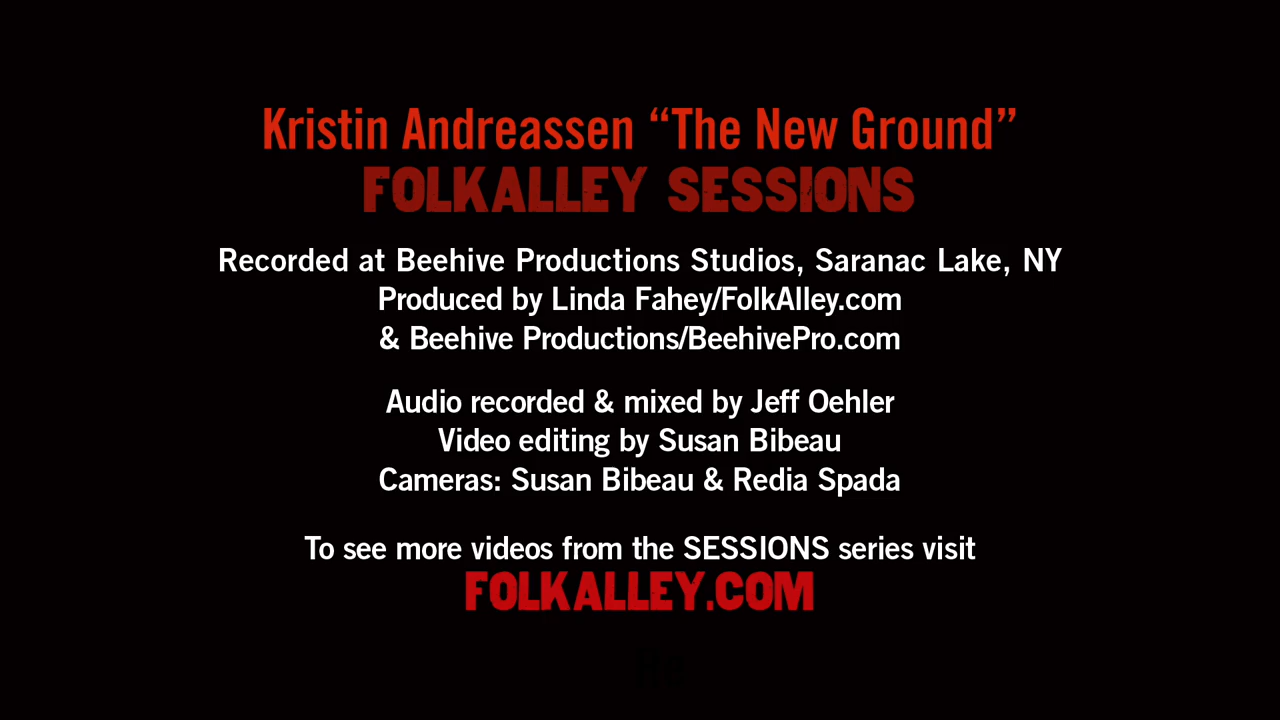 Kristin Andreassen “The New Ground”
FOLKALLEY SESSIONS
Recorded at Beehive Productions Studios, Saranac Lake, NY
Produced by Linda Fahey/FolkAlley.com
& Beehive Productions/BeehivePro.com
Audio recorded & mixed by Jeff Oehler
Video editing by Susan Bibeau
Cameras: Susan Bibeau & Redia Spada
To see more videos from the SESSIONS series visit
FOLKALLEY.COM